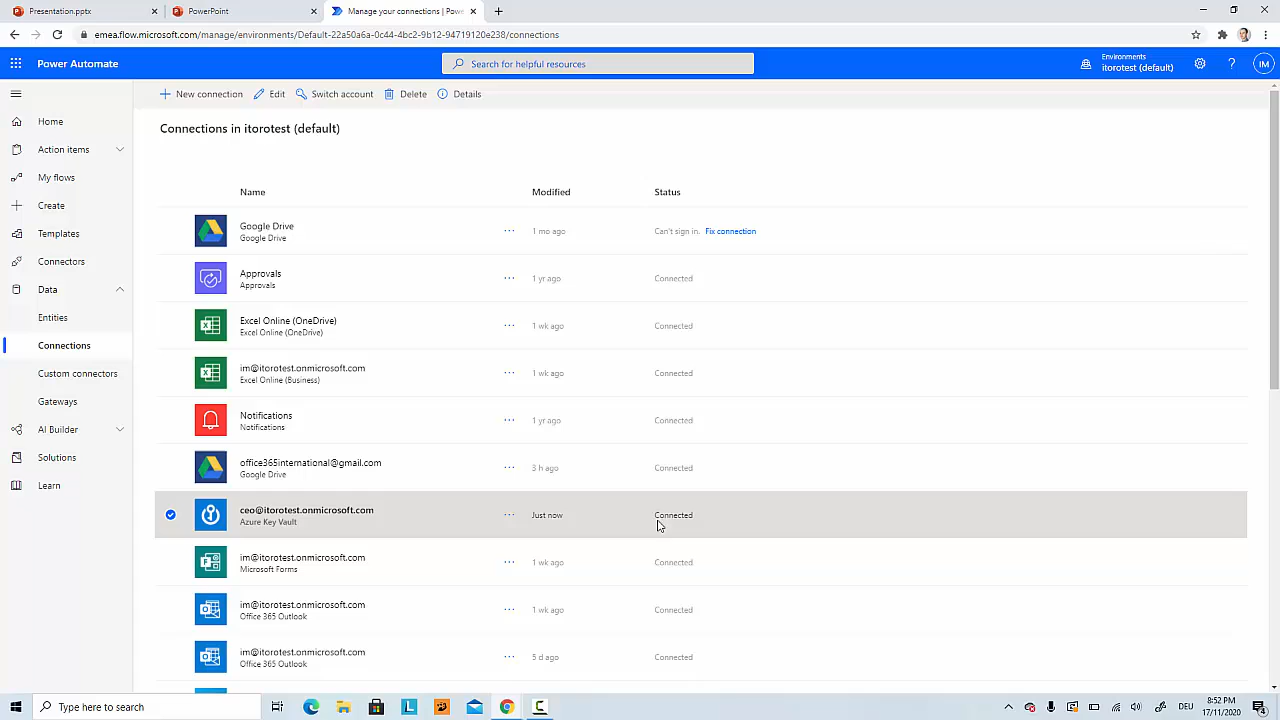 Presentation.pptx
PowerPoint
Manage your connections | Pow
emea.flow.microsoft.com/manage/environments/Default-22a50a6a-0c44-4bc2-9b12-94719120e238/connections
Power Automate
Search for helpful resources
Environments
itorotest (default)
?
IM
New connection
Edit
Switch account
Delete
Details
Connections in itorotest (default)
Home
Action items
My flows
Create
Templates
Connectors
Data
Entities
Connections
Custom connectors
Gateways
AI Builder
Solutions
Learn
Name Modified Status
Google Drive
Google Drive
1 mo ago
Can't sign in. Fix connection
Approvals
Approvals
1 yr ago
Connected
Excel Online (OneDrive)
Excel Online (OneDrive)
1 wk ago
Connected
im@itorotest.onmicrosoft.com
Excel Online (Business)
1 wk ago
Connected
Notifications
Notifications
1 yr ago
Connected
office365international@gmail.com
Google Drive
3 h ago
Connected
ceo@itorotest.onmicrosoft.com
Azure Key Vault
Just now
Connected
im@itorotest.onmicrosoft.com
Microsoft Forms
1 wk ago
Connected
im@itorotest.onmicrosoft.com
Office 365 Outlook
1 wk ago
Connected
im@itorotest.onmicrosoft.com
Office 365 Outlook
5 d ago
Connected
Type here to search
DEU
8:52 PM
17/11/2020